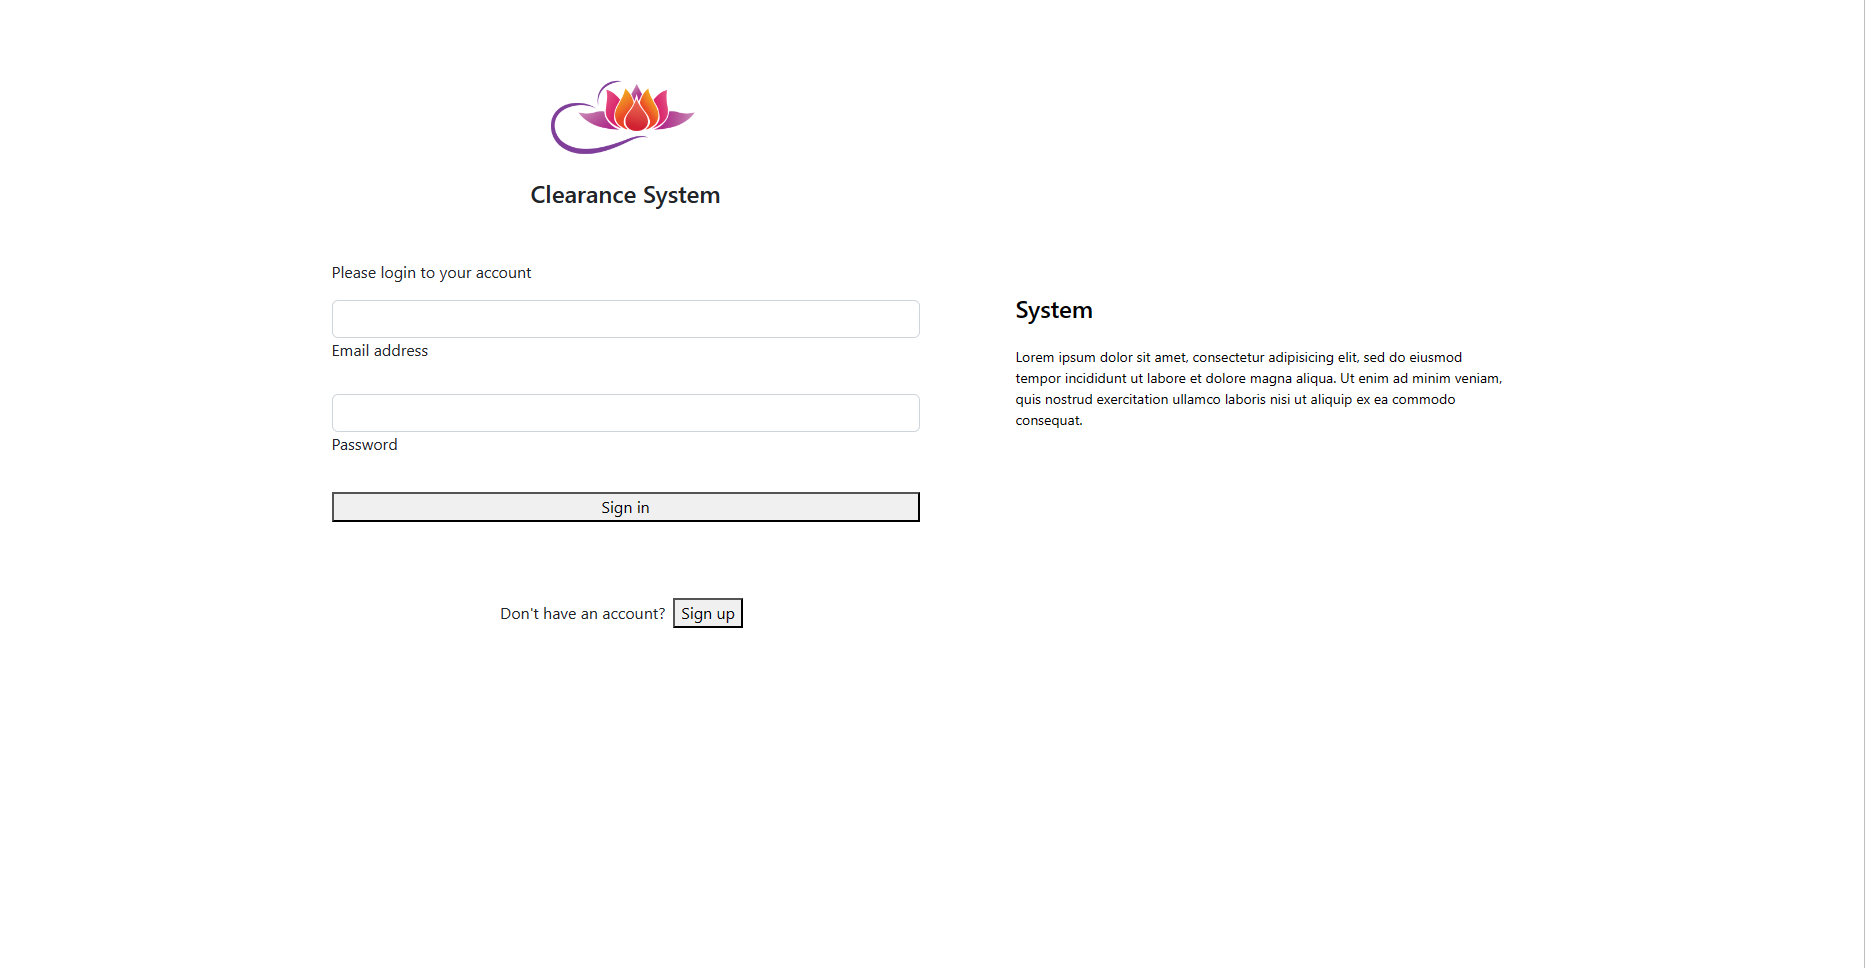 Clearance System
Please login to your account
Email address
Password
Sign in
Don't have an account? Sign up
System
Lorem ipsum dolor sit amet, consectetur adipisicing elit, sed do eiusmod
tempor incididunt ut labore et dolore magna aliqua. Ut enim ad minim veniam,
quis nostrud exercitation ullamco laboris nisi ut aliquip ex ea commodo
consequat.